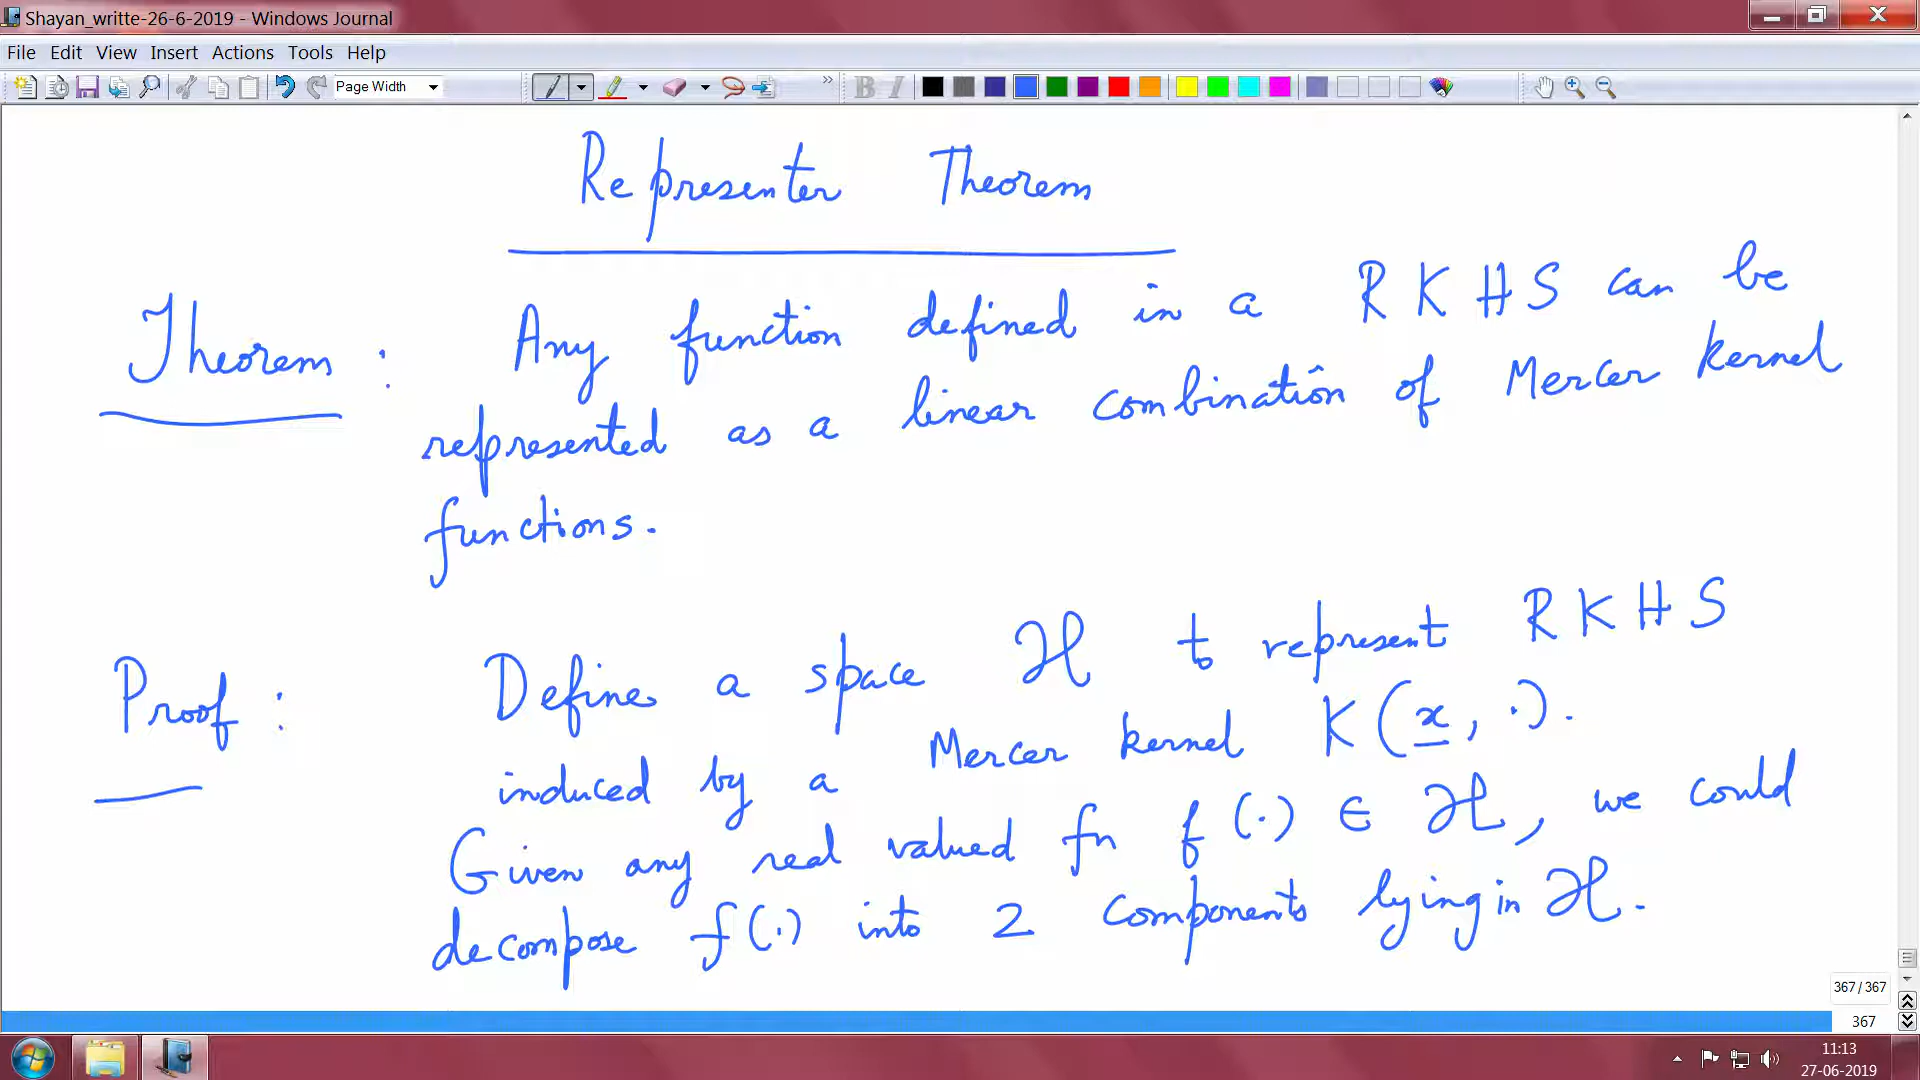 Shayan_writte-26-6-2019 - Windows Journal
File Edit View Insert Actions Tools Help
Page Width
Representer Theorem
Theorem : Any function defined in a RKHS can be
represented as a linear combination of Mercer kernel
functions.
Proof : Define a space ℋ to represent RKHS
induced by a Mercer kernel K(x, ·).
Given any real valued fn f(·) ∈ ℋ, we could
decompose f(·) into 2 components lying in ℋ.
367 / 367
367
11:13
27-06-2019